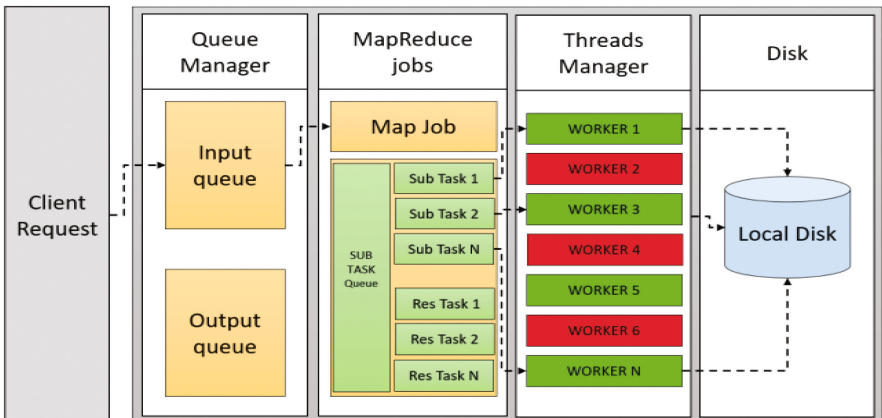 Client
Request
Queue
Manager
Input
queue
Output
queue
MapReduce
jobs
Map Job
SUB
TASK
Queue
Sub Task 1
Sub Task 2
Sub Task N
Res Task 1
Res Task 2
Res Task N
Threads
Manager
WORKER 1
WORKER 2
WORKER 3
WORKER 4
WORKER 5
WORKER 6
WORKER N
Disk
Local Disk